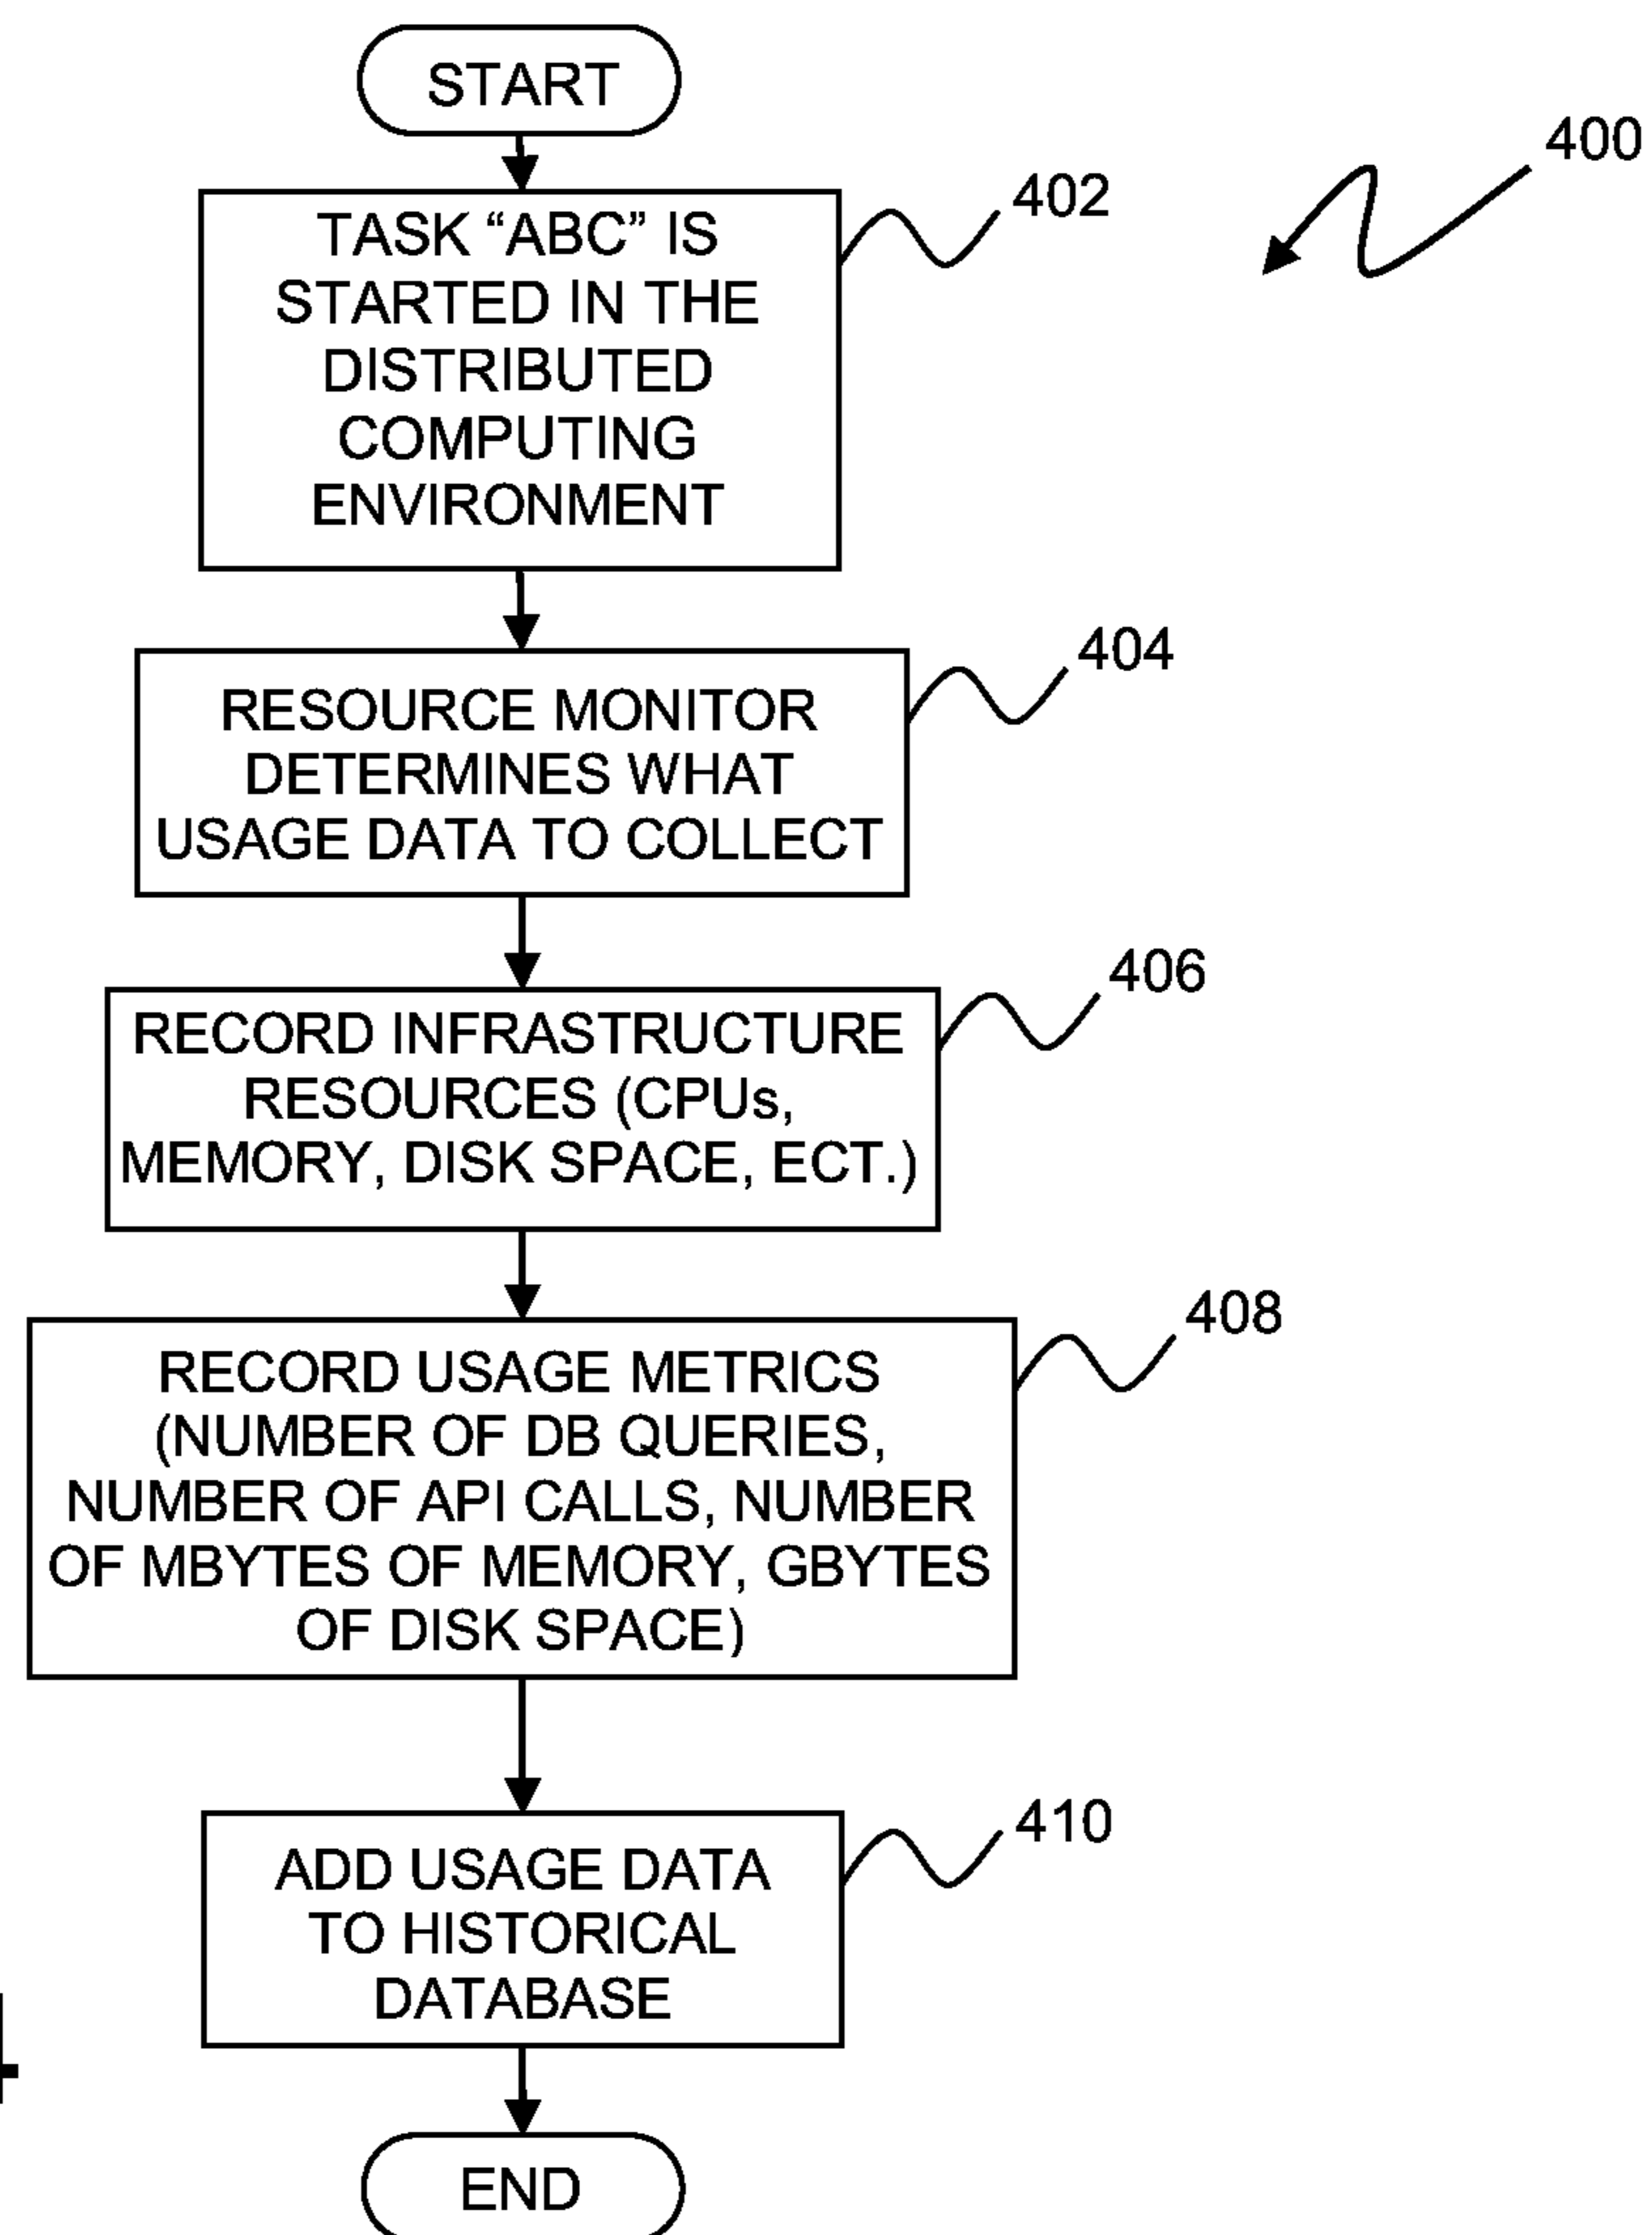 START
400
402
TASK “ABC” IS
STARTED IN THE
DISTRIBUTED
COMPUTING
ENVIRONMENT
404
RESOURCE MONITOR
DETERMINES WHAT
USAGE DATA TO COLLECT
406
RECORD INFRASTRUCTURE
RESOURCES (CPUs,
MEMORY, DISK SPACE, ECT.)
408
RECORD USAGE METRICS
(NUMBER OF DB QUERIES,
NUMBER OF API CALLS, NUMBER
OF MBYTES OF MEMORY, GBYTES
OF DISK SPACE)
410
ADD USAGE DATA
TO HISTORICAL
DATABASE
END